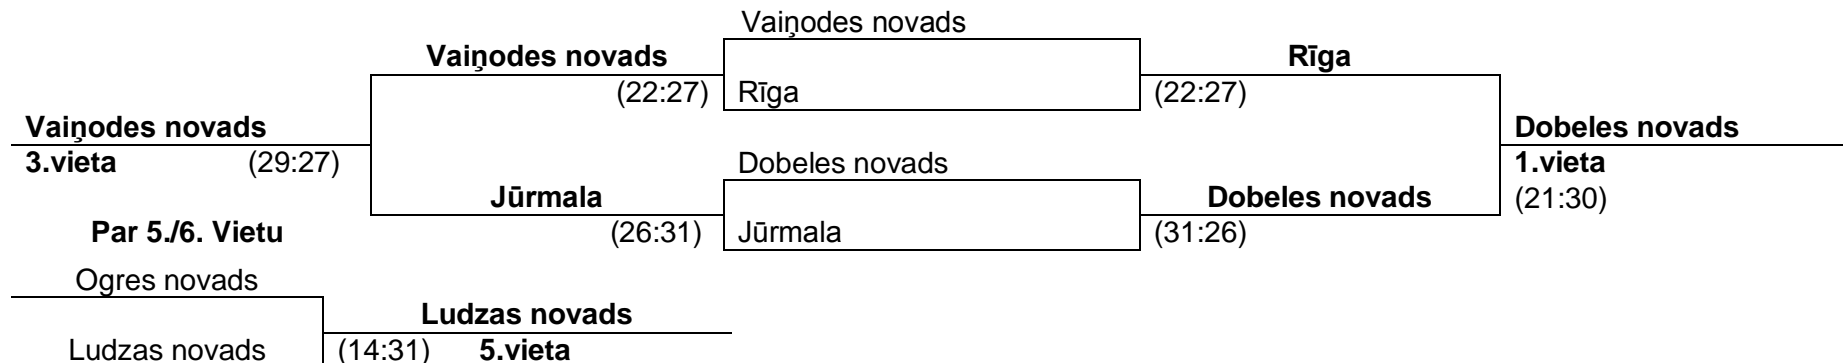 Vaiņodes novads
Vaiņodes novads Rīga
(22:27) Rīga (22:27)
Vaiņodes novads Dobeles novads
3.vieta (29:27) Dobeles novads 1.vieta
Jūrmala Dobeles novads (21:30)
Par 5./6. Vietu (26:31) Jūrmala (31:26)
Ogres novads
Ludzas novads
Ludzas novads (14:31) 5.vieta